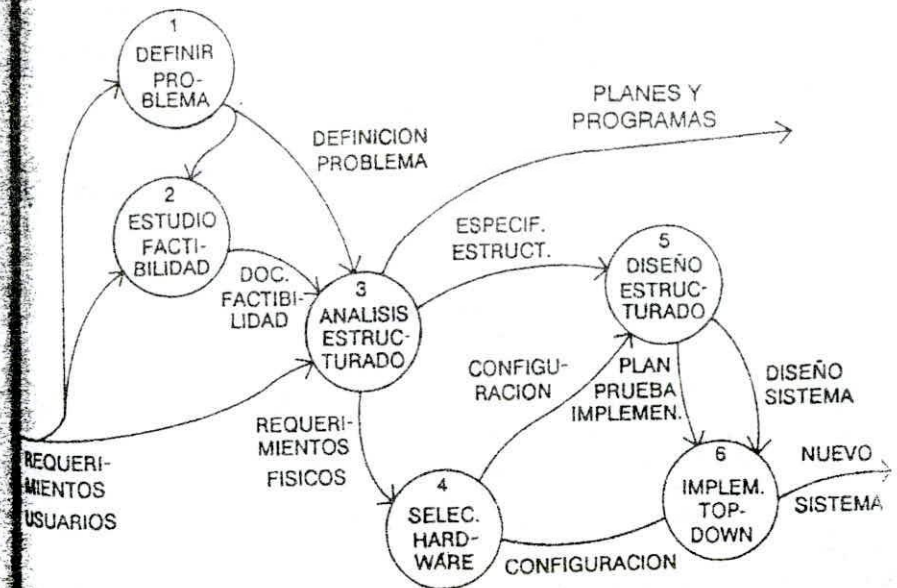 1
DEFINIR
PRO-
BLEMA
PLANES Y
PROGRAMAS
DEFINICION
PROBLEMA
2
ESTUDIO
FACTI-
BILIDAD
ESPECIF.
ESTRUCT.
5
DISEÑO
ESTRUC-
TURADO
DOC.
FACTIBI-
LIDAD
3
ANALISIS
ESTRUC-
TURADO
CONFIGU-
RACION
PLAN
PRUEBA
IMPLEMEN.
DISEÑO
SISTEMA
REQUERI-
MIENTOS
FISICOS
REQUERI-
MIENTOS
USUARIOS
4
SELEC.
HARD-
WARE
CONFIGURACION
6
IMPLEM.
TOP-
DOWN
NUEVO
SISTEMA